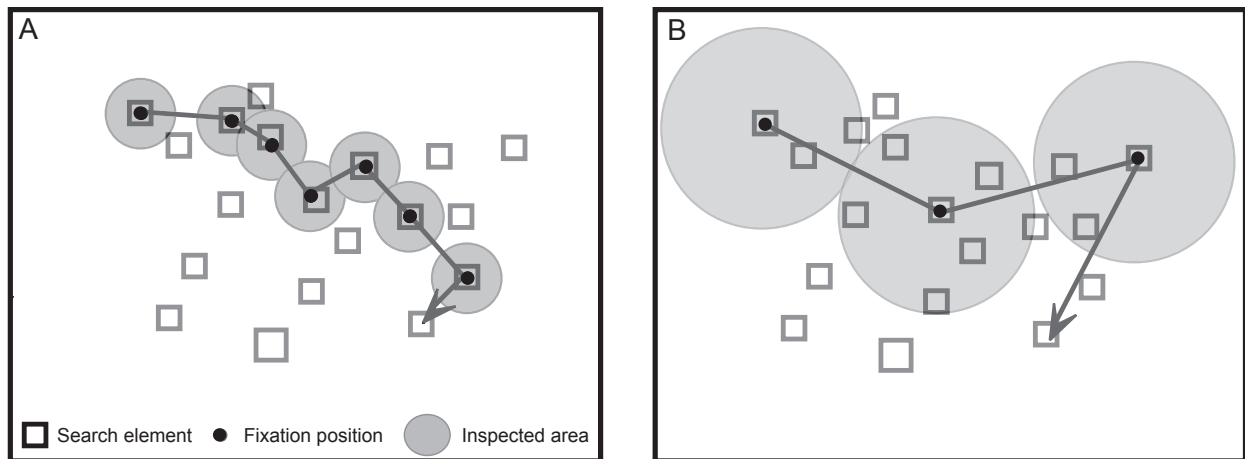 A
B
Search element
Fixation position
Inspected area